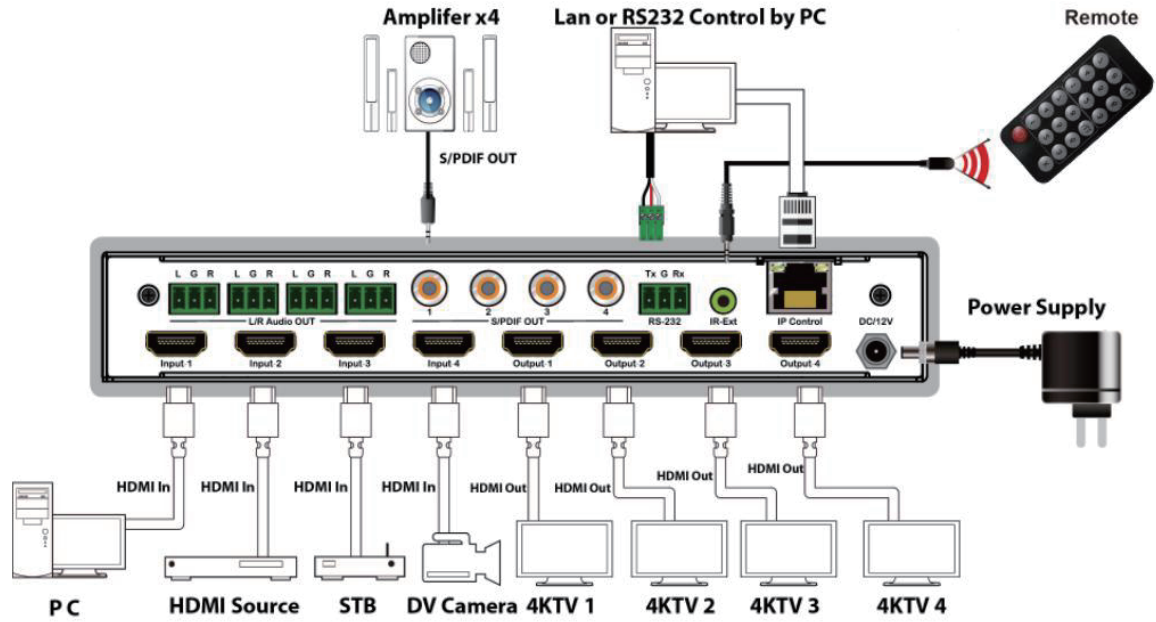 Amplifer x4
Lan or RS232 Control by PC
Remote
S/PDIF OUT
L G R
L G R
L G R
L G R
1
2
3
4
Tx G Rx
L/R Audio OUT
S/PDIF OUT
RS-232
IR-Ext
IP Control
DC/12V
Power Supply
Input 1
Input 2
Input 3
Input 4
Output 1
Output 2
Output 3
Output 4
HDMI In
HDMI In
HDMI In
HDMI In
HDMI Out
HDMI Out
HDMI Out
HDMI Out
PC
HDMI Source
STB
DV Camera
4KTV 1
4KTV 2
4KTV 3
4KTV 4